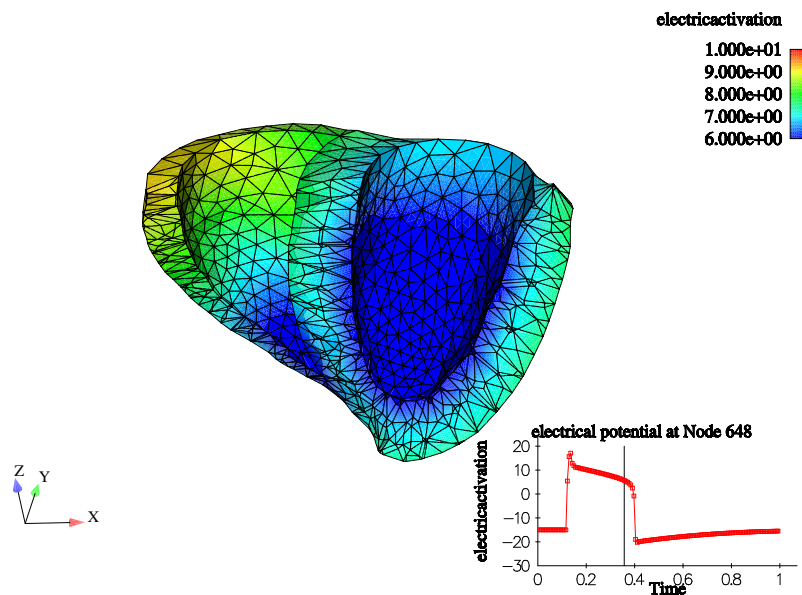 electricactivation
1.000e+01
9.000e+00
8.000e+00
7.000e+00
6.000e+00
Z
Y
X
electrical potential at Node 648
electricactivation
20
10
0
−10
−20
−30
0
0.2
0.4
0.6
0.8
1
Time